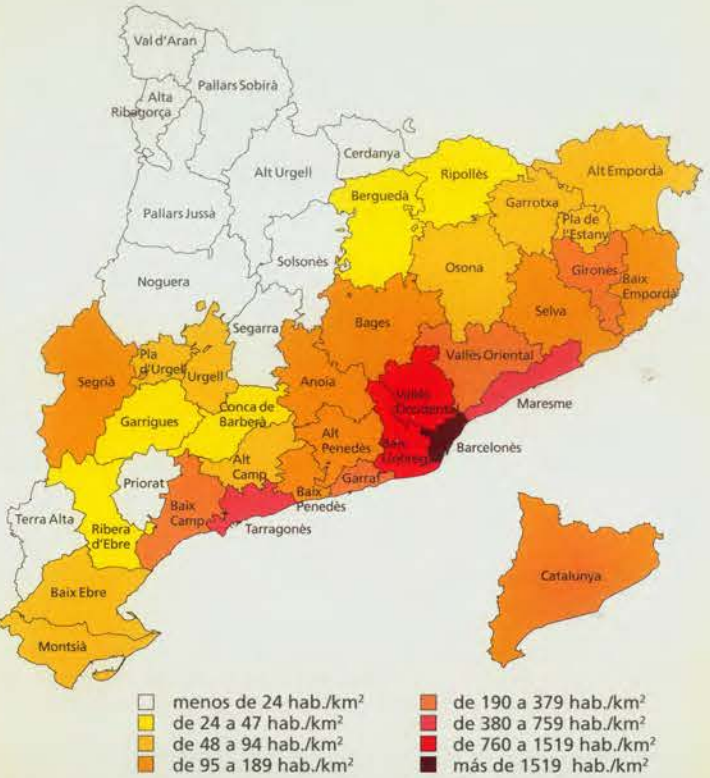 Val d'Aran
Pallars Sobirà
Alta
Ribagorça
Cerdanya
Alt Urgell
Ripollès
Alt Empordà
Berguedà
Garrotxa
Pallars Jussà
Pla de
l'Estany
Solsonès
Osona
Gironès
Noguera
Baix
Empordà
Selva
Segarra
Bages
Pla
d'Urgell
Urgell
Vallès Oriental
Segrià
Anoia
Vallès
Occidental
Maresme
Garrigues
Conca de
Barberà
Alt
Penedès
Baix
Llobregat
Barcelonès
Alt
Camp
Priorat
Garraf
Baix
Penedès
Baix
Camp
Terra Alta
Tarragonès
Ribera
d'Ebre
Catalunya
Baix Ebre
Montsià
menos de 24 hab./km²
de 24 a 47 hab./km²
de 48 a 94 hab./km²
de 95 a 189 hab./km²
de 190 a 379 hab./km²
de 380 a 759 hab./km²
de 760 a 1519 hab./km²
más de 1519 hab./km²